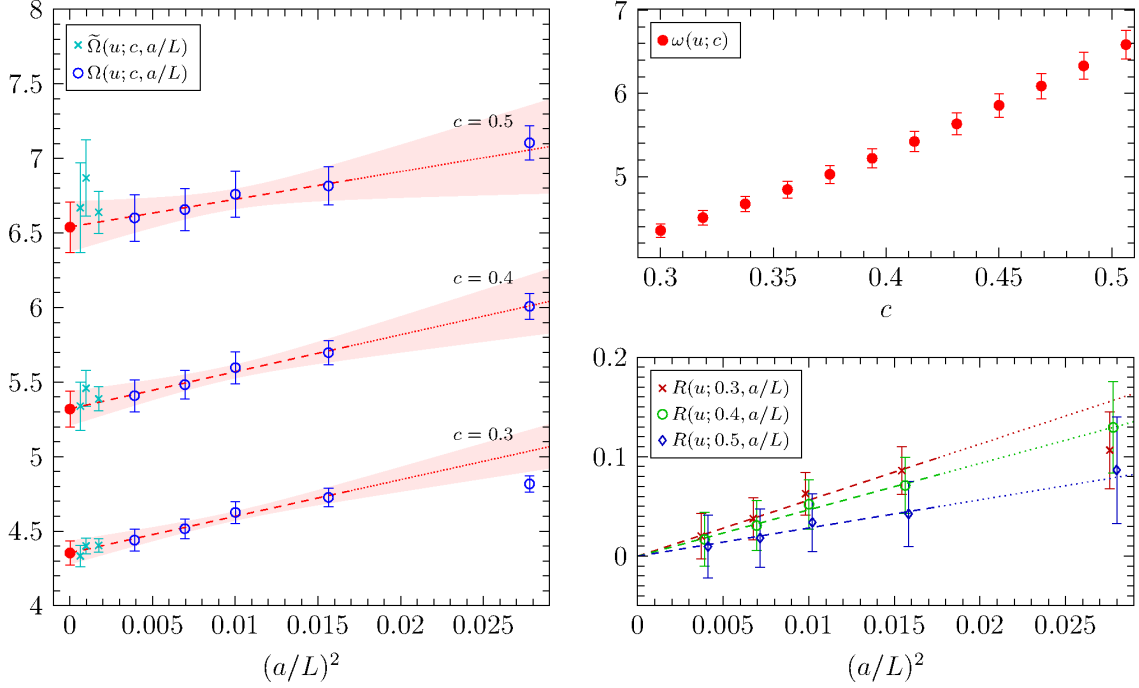 8
7.5
7
6.5
6
5.5
5
4.5
4
Ω̃(u; c, a/L)
Ω(u; c, a/L)
c = 0.5
c = 0.4
c = 0.3
0 0.005 0.01 0.015 0.02 0.025
(a/L)²
7
6
5
4
ω(u; c)
0.3 0.35 0.4 0.45 0.5
c
0.2
0.1
0
R(u; 0.3, a/L)
R(u; 0.4, a/L)
R(u; 0.5, a/L)
0 0.005 0.01 0.015 0.02 0.025
(a/L)²